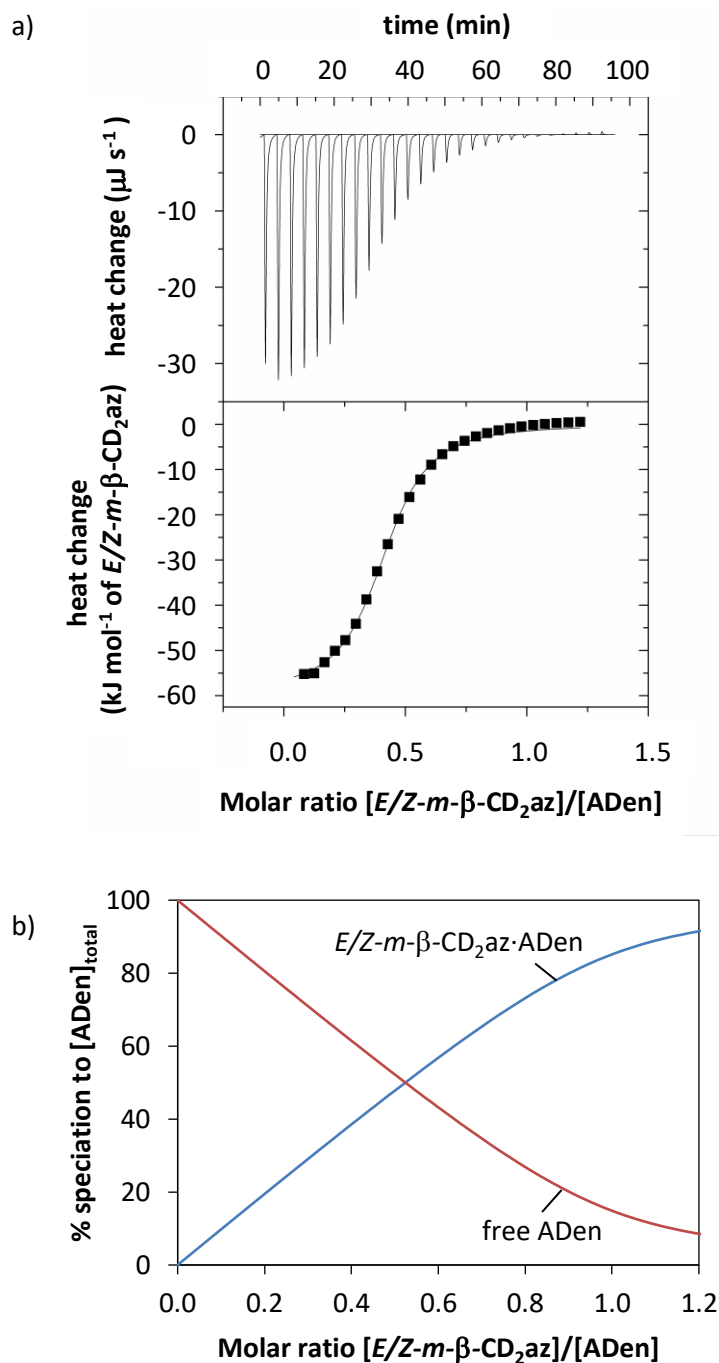 a)
time (min)
0 20 40 60 80 100
heat change (µJ s-1)
0
-10
-20
-30
heat change
(kJ mol-1 of E/Z-m-β-CD2az)
0
-10
-20
-30
-40
-50
-60
0.0 0.5 1.0 1.5
Molar ratio [E/Z-m-β-CD2az]/[ADen]
b)
% speciation to [ADen]total
100
80
60
40
20
0
E/Z-m-β-CD2az·ADen
free ADen
0.0 0.2 0.4 0.6 0.8 1.0 1.2
Molar ratio [E/Z-m-β-CD2az]/[ADen]